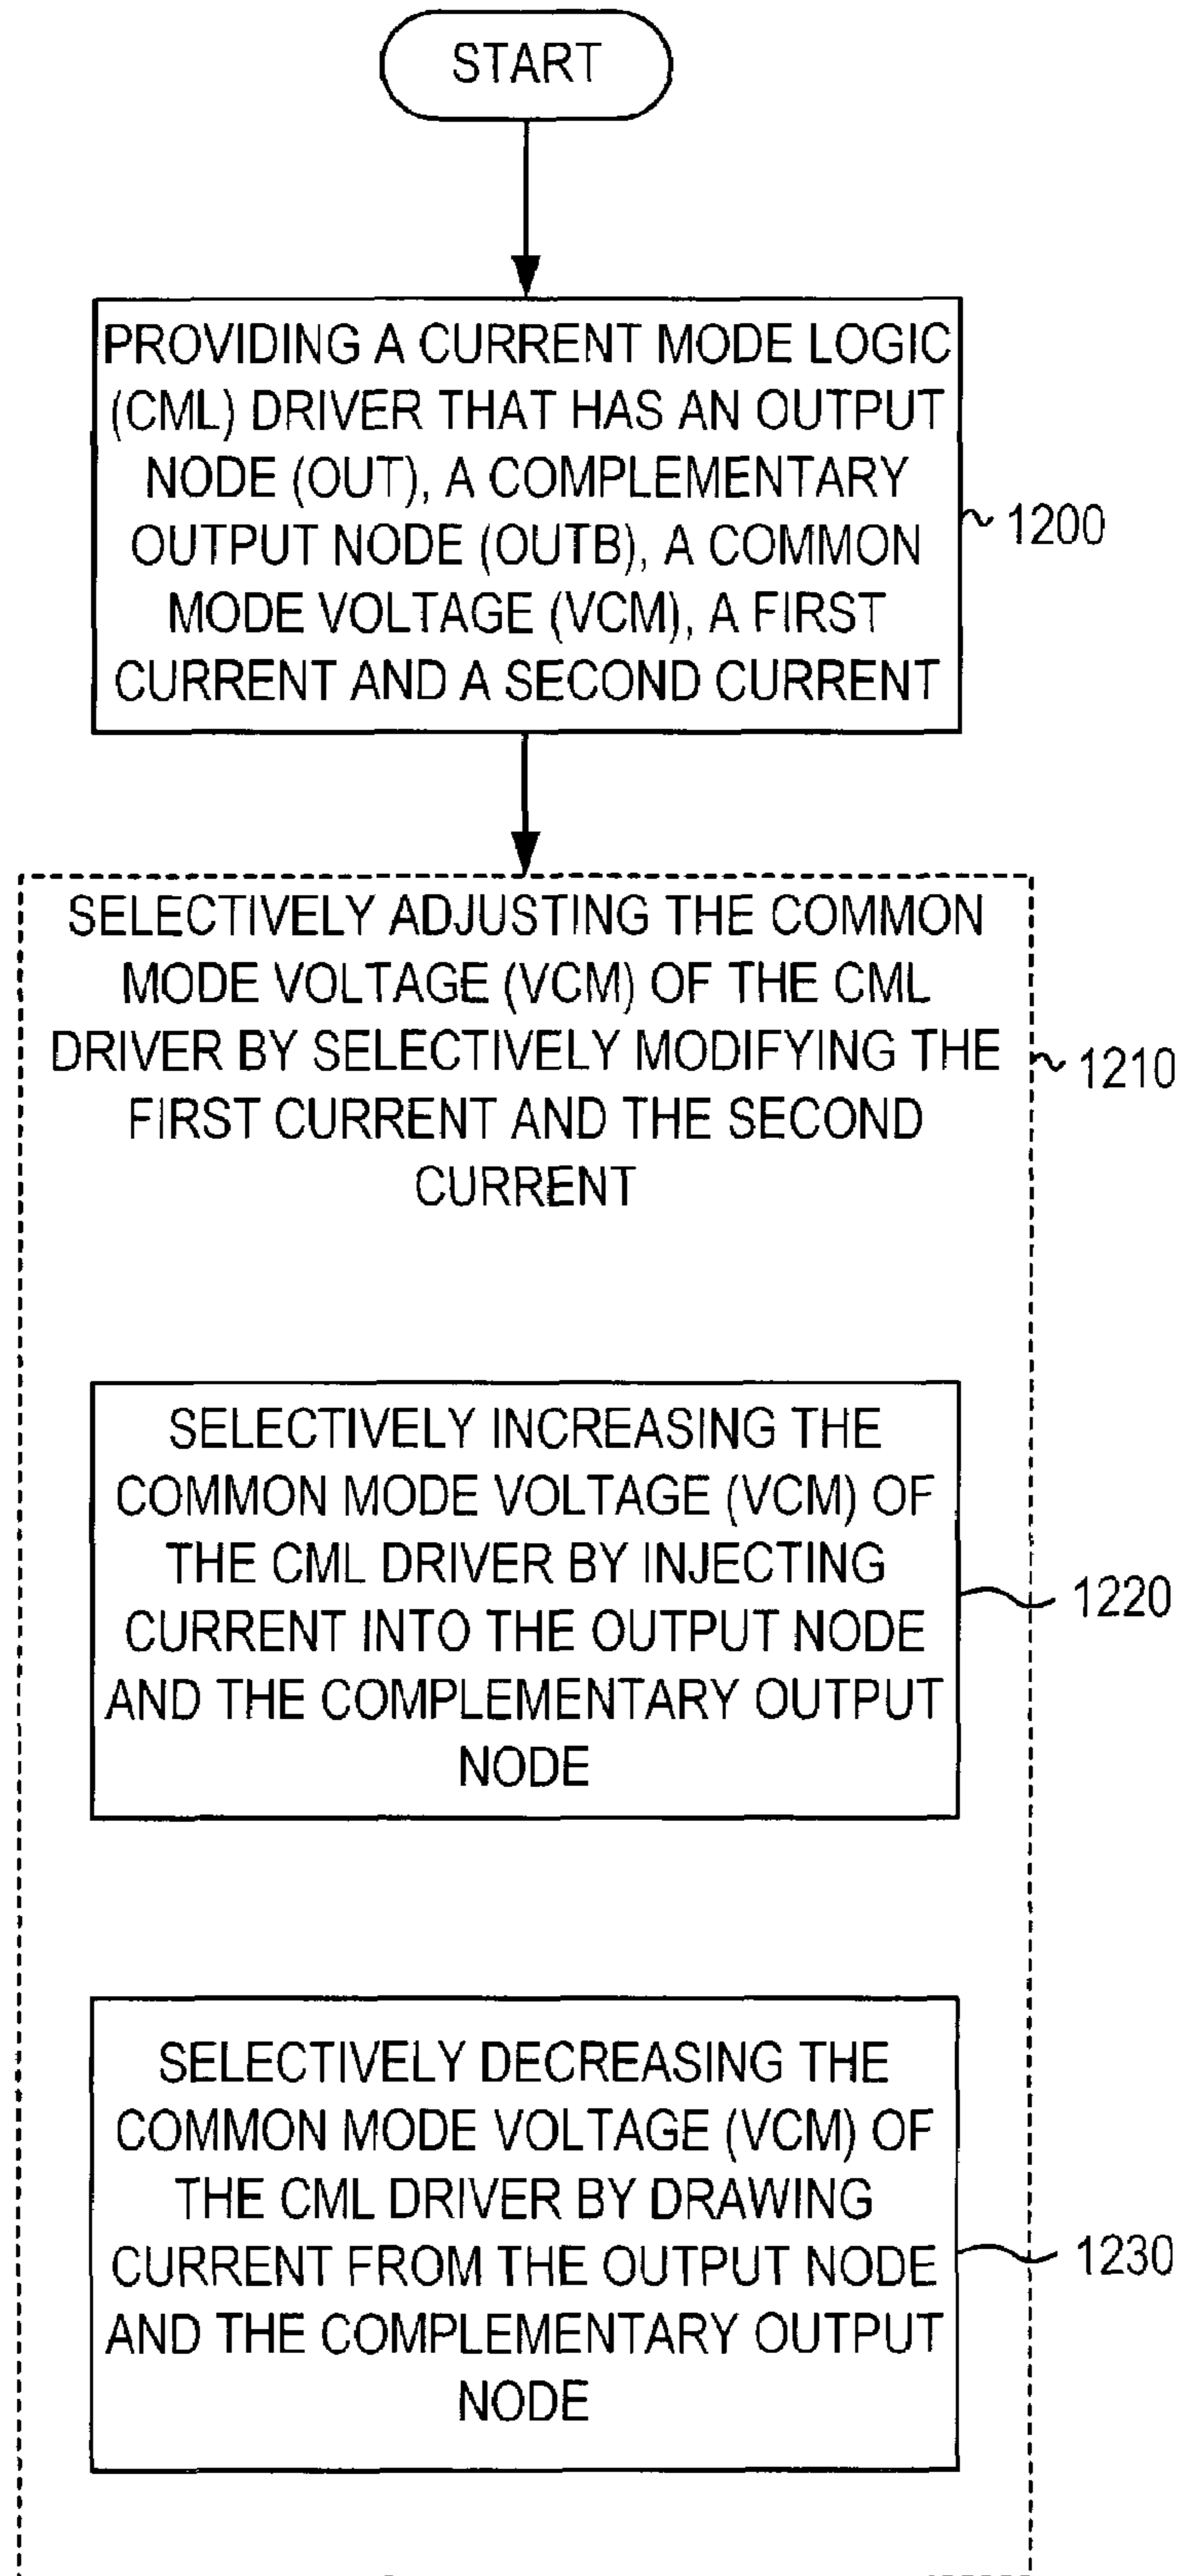 START
PROVIDING A CURRENT MODE LOGIC
(CML) DRIVER THAT HAS AN OUTPUT
NODE (OUT), A COMPLEMENTARY
OUTPUT NODE (OUTB), A COMMON
MODE VOLTAGE (VCM), A FIRST
CURRENT AND A SECOND CURRENT
1200
SELECTIVELY ADJUSTING THE COMMON
MODE VOLTAGE (VCM) OF THE CML
DRIVER BY SELECTIVELY MODIFYING THE
FIRST CURRENT AND THE SECOND
CURRENT
1210
SELECTIVELY INCREASING THE
COMMON MODE VOLTAGE (VCM) OF
THE CML DRIVER BY INJECTING
CURRENT INTO THE OUTPUT NODE
AND THE COMPLEMENTARY OUTPUT
NODE
1220
SELECTIVELY DECREASING THE
COMMON MODE VOLTAGE (VCM) OF
THE CML DRIVER BY DRAWING
CURRENT FROM THE OUTPUT NODE
AND THE COMPLEMENTARY OUTPUT
NODE
1230